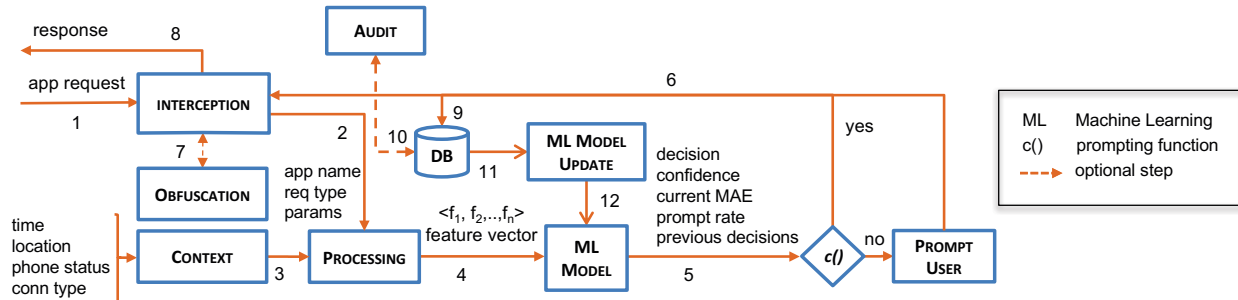 response
8
AUDIT
app request
INTERCEPTION
1
2
7
OBFUSCATION
6
9
10
DB
11
ML MODEL
UPDATE
12
yes
app name
req type
params
time
location
phone status
conn type
CONTEXT
3
PROCESSING
<f1, f2,..,fn>
feature vector
4
ML
MODEL
decision
confidence
current MAE
prompt rate
previous decisions
5
c()
no
PROMPT
USER
ML Machine Learning
c() prompting function
optional step